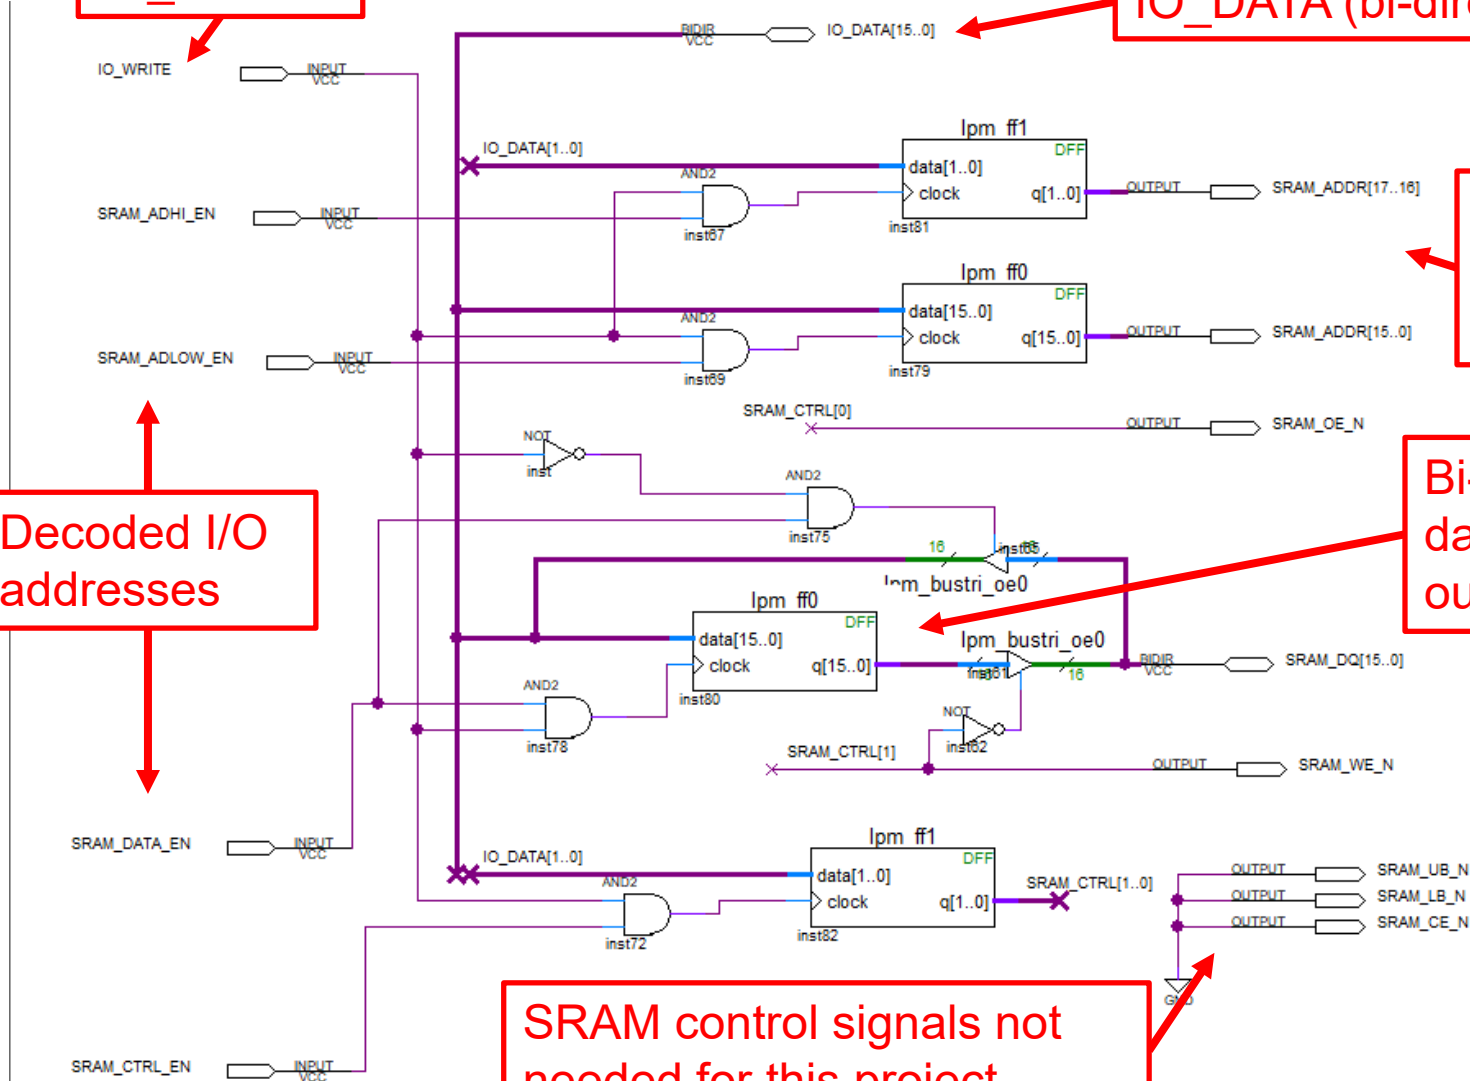 IO_DATA (bi-dire
BIDIR
VCC
IO_DATA[15..0]
IO_WRITE
INPUT
VCC
lpm_ff1
IO_DATA[1..0]
DFF
data[1..0]
AND2
clock
q[1..0]
OUTPUT
SRAM_ADDR[17..16]
SRAM_ADHI_EN
INPUT
VCC
inst67
inst81
lpm_ff0
DFF
data[15..0]
AND2
clock
q[15..0]
OUTPUT
SRAM_ADDR[15..0]
SRAM_ADLOW_EN
INPUT
VCC
inst69
inst79
SRAM_CTRL[0]
OUTPUT
SRAM_OE_N
NOT
inst
AND2
Bi-
da
ou
Decoded I/O
addresses
inst75
16
inst65
lpm_bustri_oe0
lpm_ff0
DFF
data[15..0]
clock
q[15..0]
lpm_bustri_oe0
inst61
16
BIDIR
VCC
SRAM_DQ[15..0]
AND2
inst80
inst78
NOT
inst62
SRAM_CTRL[1]
OUTPUT
SRAM_WE_N
SRAM_DATA_EN
INPUT
VCC
lpm_ff1
IO_DATA[1..0]
DFF
data[1..0]
AND2
clock
q[1..0]
SRAM_CTRL[1..0]
inst72
inst82
OUTPUT
SRAM_UB_N
OUTPUT
SRAM_LB_N
OUTPUT
SRAM_CE_N
GND
SRAM control signals not
needed for this project
SRAM_CTRL_EN
INPUT
VCC